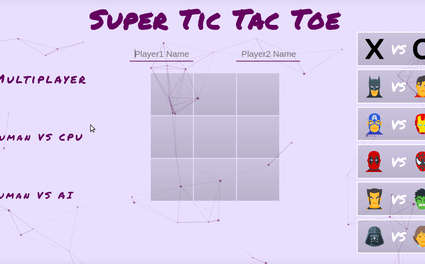 Super Tic Tac Toe
Player1 Name
Player2 Name
X VS
Multiplayer
VS
uman vs CPU
VS
VS
uman vs AI
VS
VS